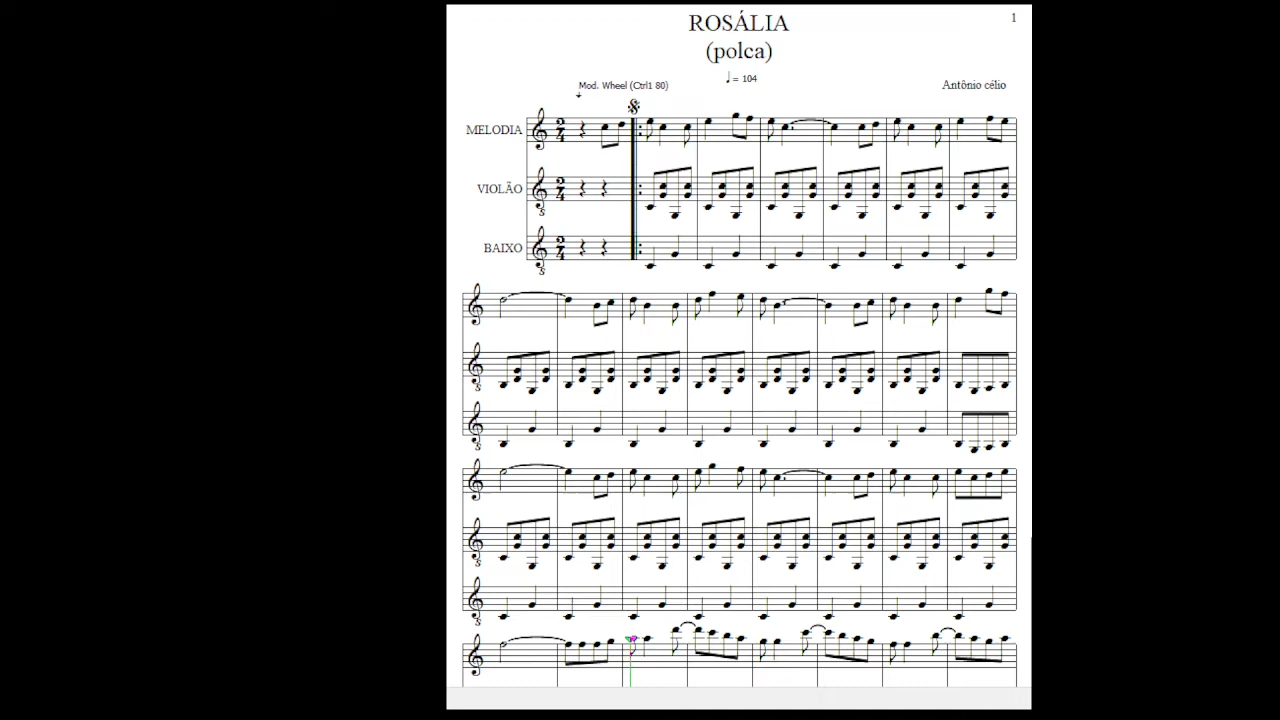 ROSÁLIA
1
(polca)
♩ = 104
Mod. Wheel (Ctrl1 80)
Antônio célio
MELODIA
VIOLÃO
BAIXO